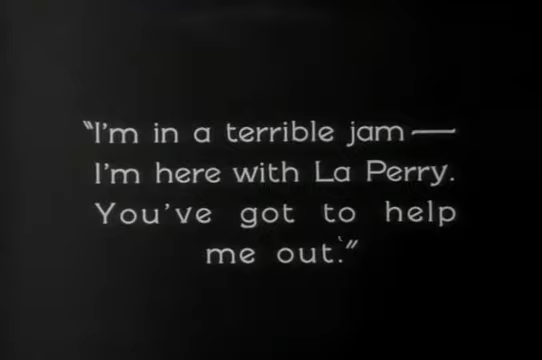 "I'm in a terrible jam—
I'm here with La Perry.
You've got to help
me out."